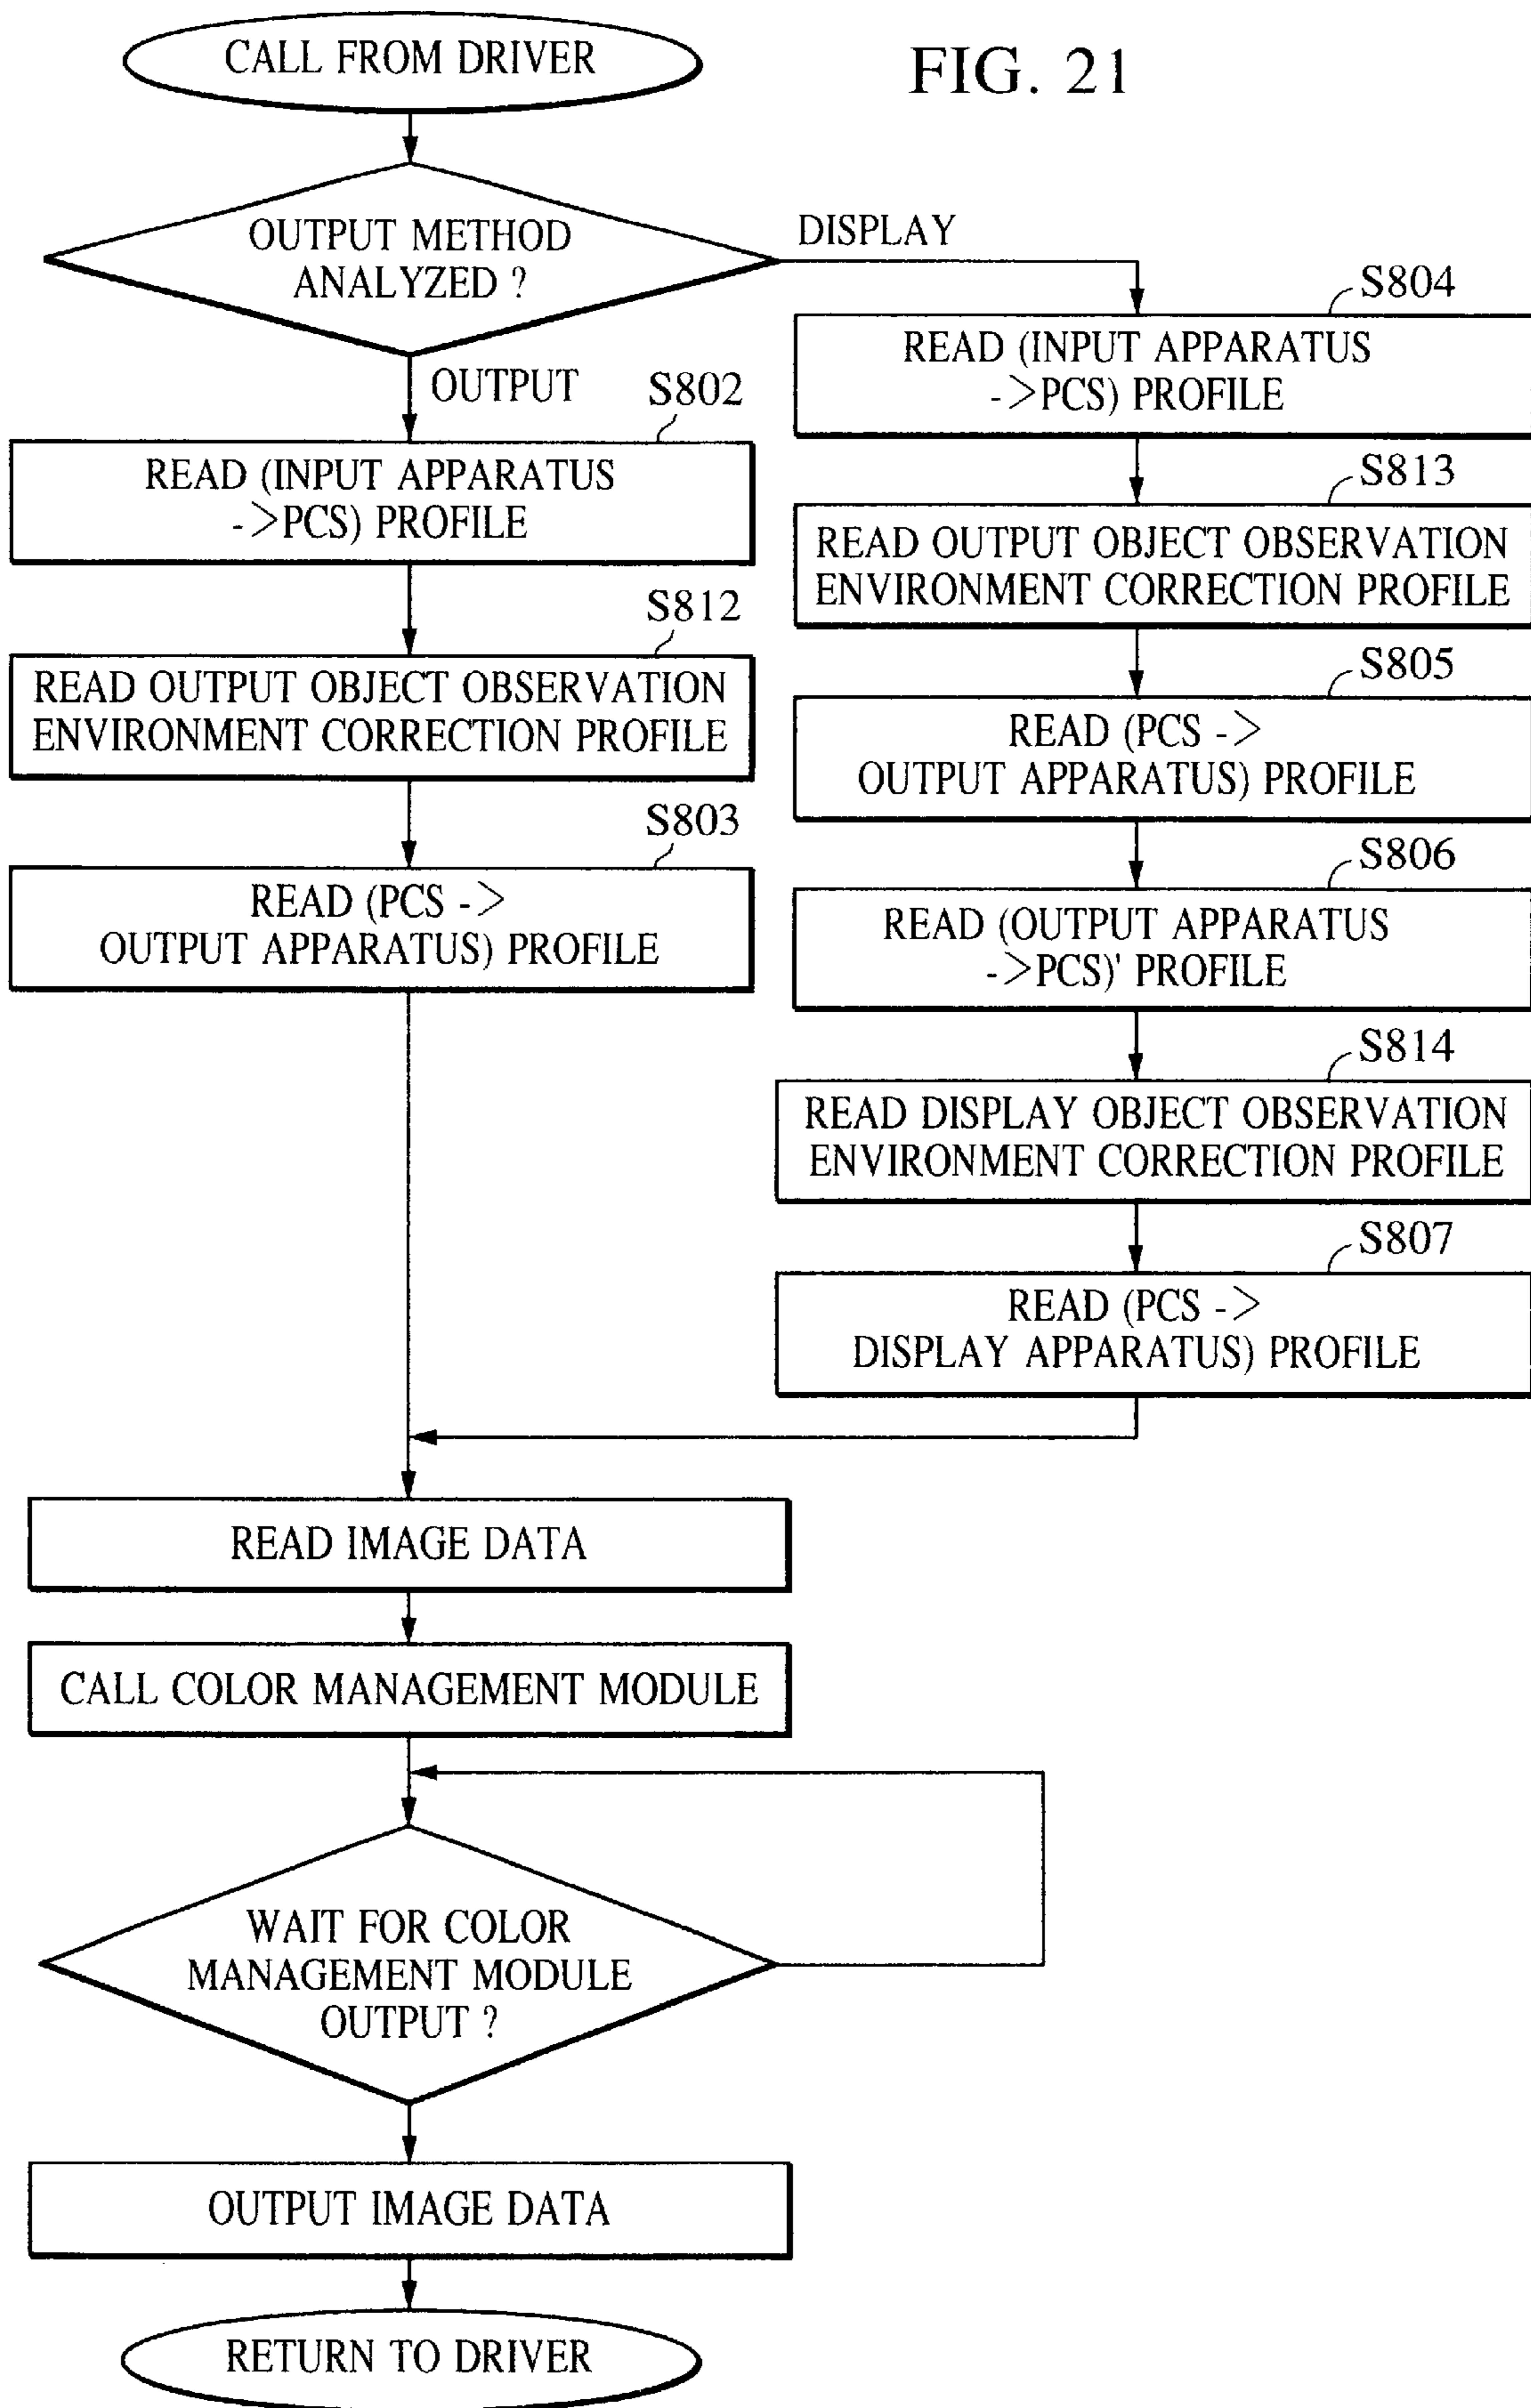 CALL FROM DRIVER
FIG. 21
OUTPUT METHOD
ANALYZED ?
DISPLAY
OUTPUT
S802
READ (INPUT APPARATUS
->PCS) PROFILE
S812
READ OUTPUT OBJECT OBSERVATION
ENVIRONMENT CORRECTION PROFILE
S803
READ (PCS ->
OUTPUT APPARATUS) PROFILE
S804
READ (INPUT APPARATUS
->PCS) PROFILE
S813
READ OUTPUT OBJECT OBSERVATION
ENVIRONMENT CORRECTION PROFILE
S805
READ (PCS ->
OUTPUT APPARATUS) PROFILE
S806
READ (OUTPUT APPARATUS
->PCS)' PROFILE
S814
READ DISPLAY OBJECT OBSERVATION
ENVIRONMENT CORRECTION PROFILE
S807
READ (PCS ->
DISPLAY APPARATUS) PROFILE
READ IMAGE DATA
CALL COLOR MANAGEMENT MODULE
WAIT FOR COLOR
MANAGEMENT MODULE
OUTPUT ?
OUTPUT IMAGE DATA
RETURN TO DRIVER